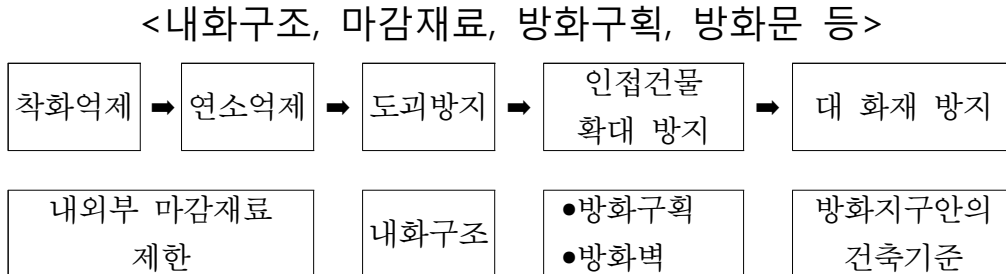 <내화구조, 마감재료, 방화구획, 방화문 등>
착화억제 ➡ 연소억제 ➡ 도괴방지 ➡ 인접건물 확대 방지 ➡ 대 화재 방지
내외부 마감재료 제한
내화구조
●방화구획
●방화벽
방화지구안의 건축기준